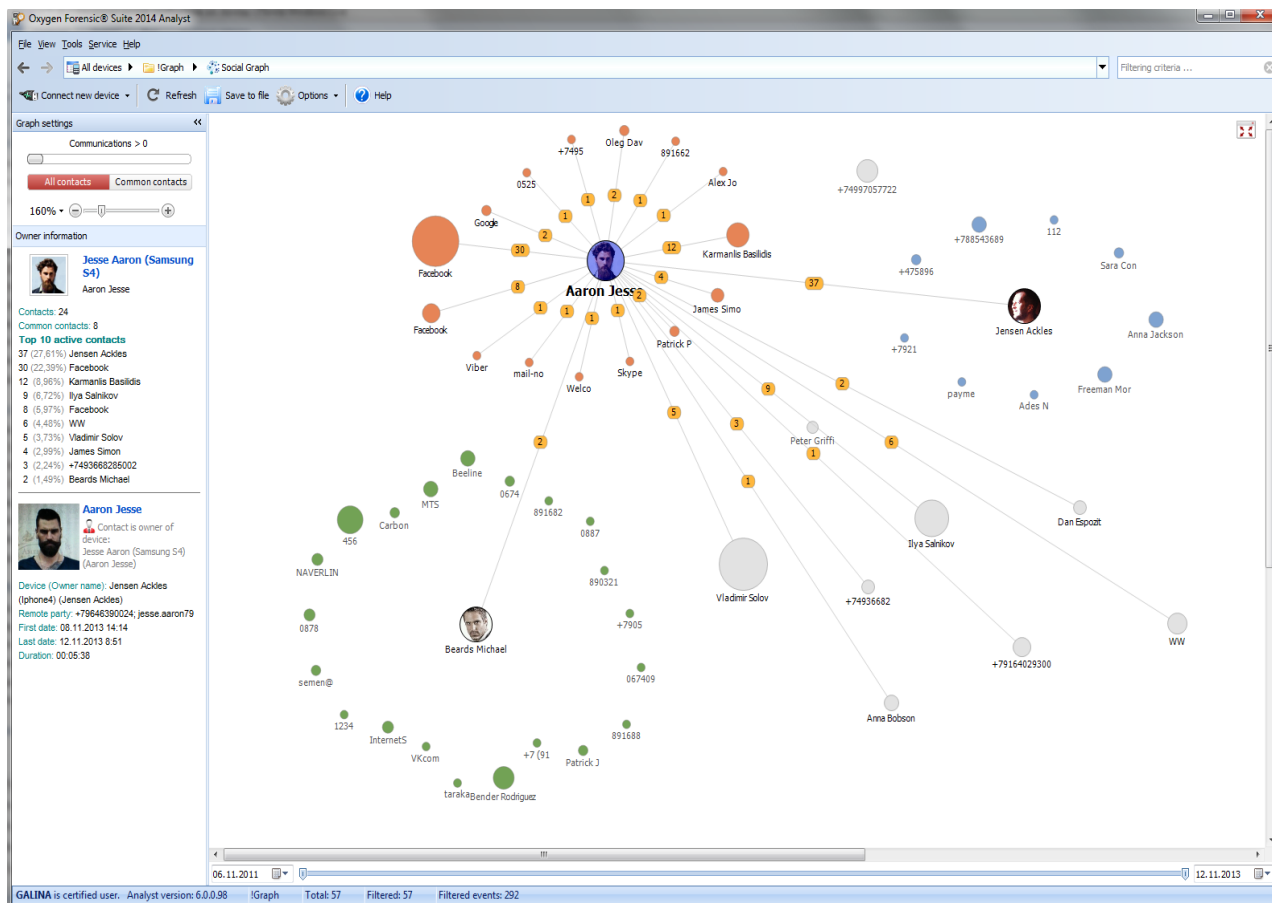 Oxygen Forensic® Suite 2014 Analyst
File View Tools Service Help
All devices !Graph Social Graph
Filtering criteria ...
Connect new device Refresh Save to file Options Help
Graph settings
Communications > 0
All contacts Common contacts
160%
Owner information
Jesse Aaron (Samsung
S4)
Aaron Jesse
Contacts: 24
Common contacts: 8
Top 10 active contacts
37 (27,61%) Jensen Ackles
30 (22,39%) Facebook
12 (8,96%) Karmanlis Basilidis
9 (6,72%) Ilya Salnikov
8 (5,97%) Facebook
6 (4,48%) WW
5 (3,73%) Vladimir Solov
4 (2,99%) James Simon
3 (2,24%) +7493668285002
2 (1,49%) Beards Michael
Aaron Jesse
Contact is owner of
device:
Jesse Aaron (Samsung S4)
(Aaron Jesse)
Device (Owner name): Jensen Ackles
(Iphone4) (Jensen Ackles)
Remote party: +79646390024; jesse.aaron79
First date: 08.11.2013 14:14
Last date: 12.11.2013 8:51
Duration: 00:05:38
Oleg Dav
+7495
891662
0525
Alex Jo
+74997057722
1
2
1
1
1
Google
2
+788543689
112
Facebook
30
12
Karmanlis Basilidis
+475896
Sara Con
Aaron Jesse
4
37
8
2
James Simo
Jensen Ackles
Facebook
1
1
1
1
Patrick P
Anna Jackson
+7921
Viber
mail-no
Welco
Skype
payme
Ades N
Freeman Mor
9
2
5
3
Peter Griffi
2
6
1
1
Beeline
0674
MTS
891682
Carbon
456
0887
Dan Espozit
Ilya Salnikov
NAVERLIN
890321
Vladimir Solov
+74936682
0878
+7905
Beards Michael
WW
+79164029300
semen@
067409
1234
Anna Bobson
InternetS
891688
VKcom
+7 (91
Patrick J
taraka
Bender Rodriguez
06.11.2011
12.11.2013
GALINA is certified user. Analyst version: 6.0.0.98 !Graph Total: 57 Filtered: 57 Filtered events: 292